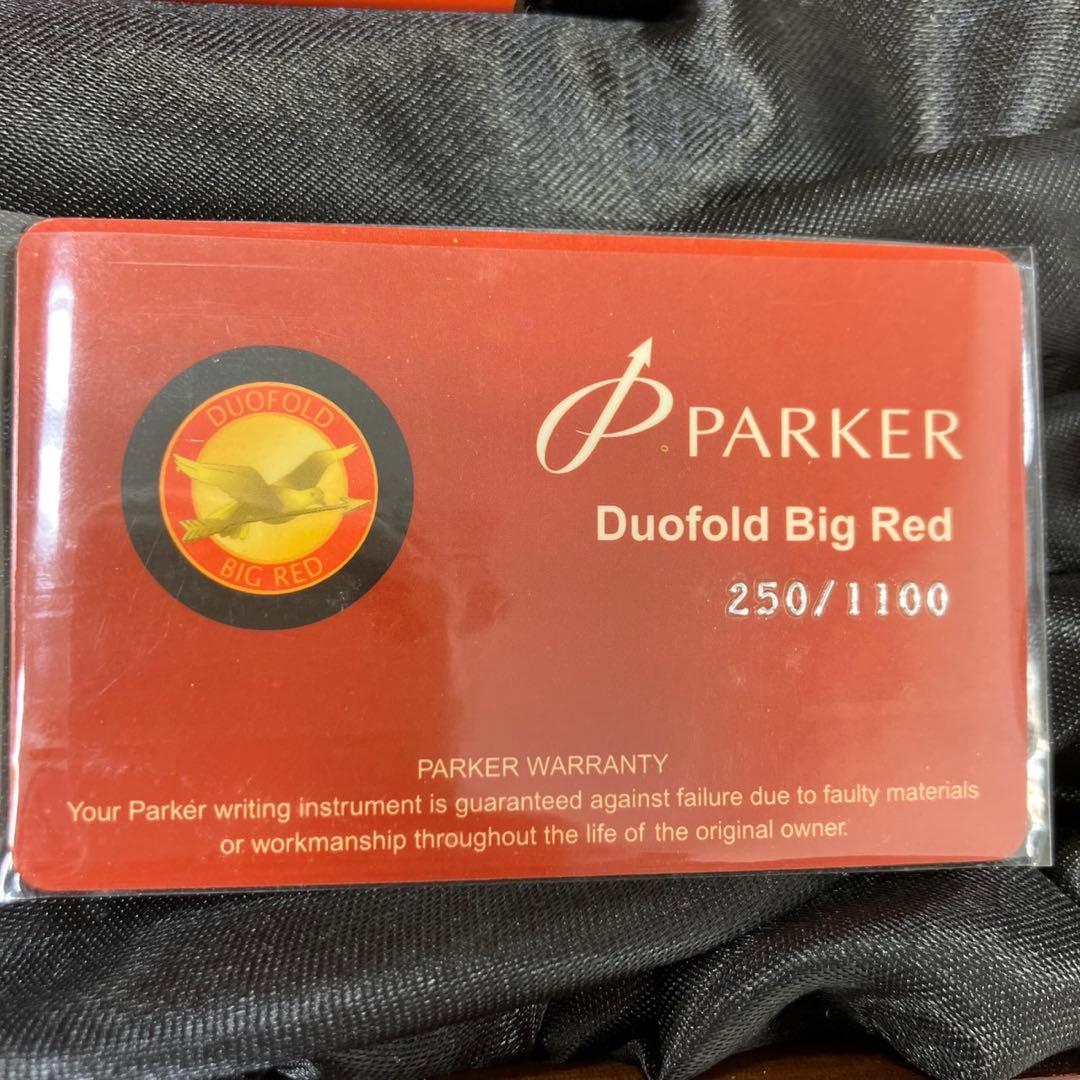 DUOFOLD
BIG RED
PARKER
Duofold Big Red
250/1100
PARKER WARRANTY
Your Parker writing instrument is guaranteed against failure due to faulty materials
or workmanship throughout the life of the original owner.